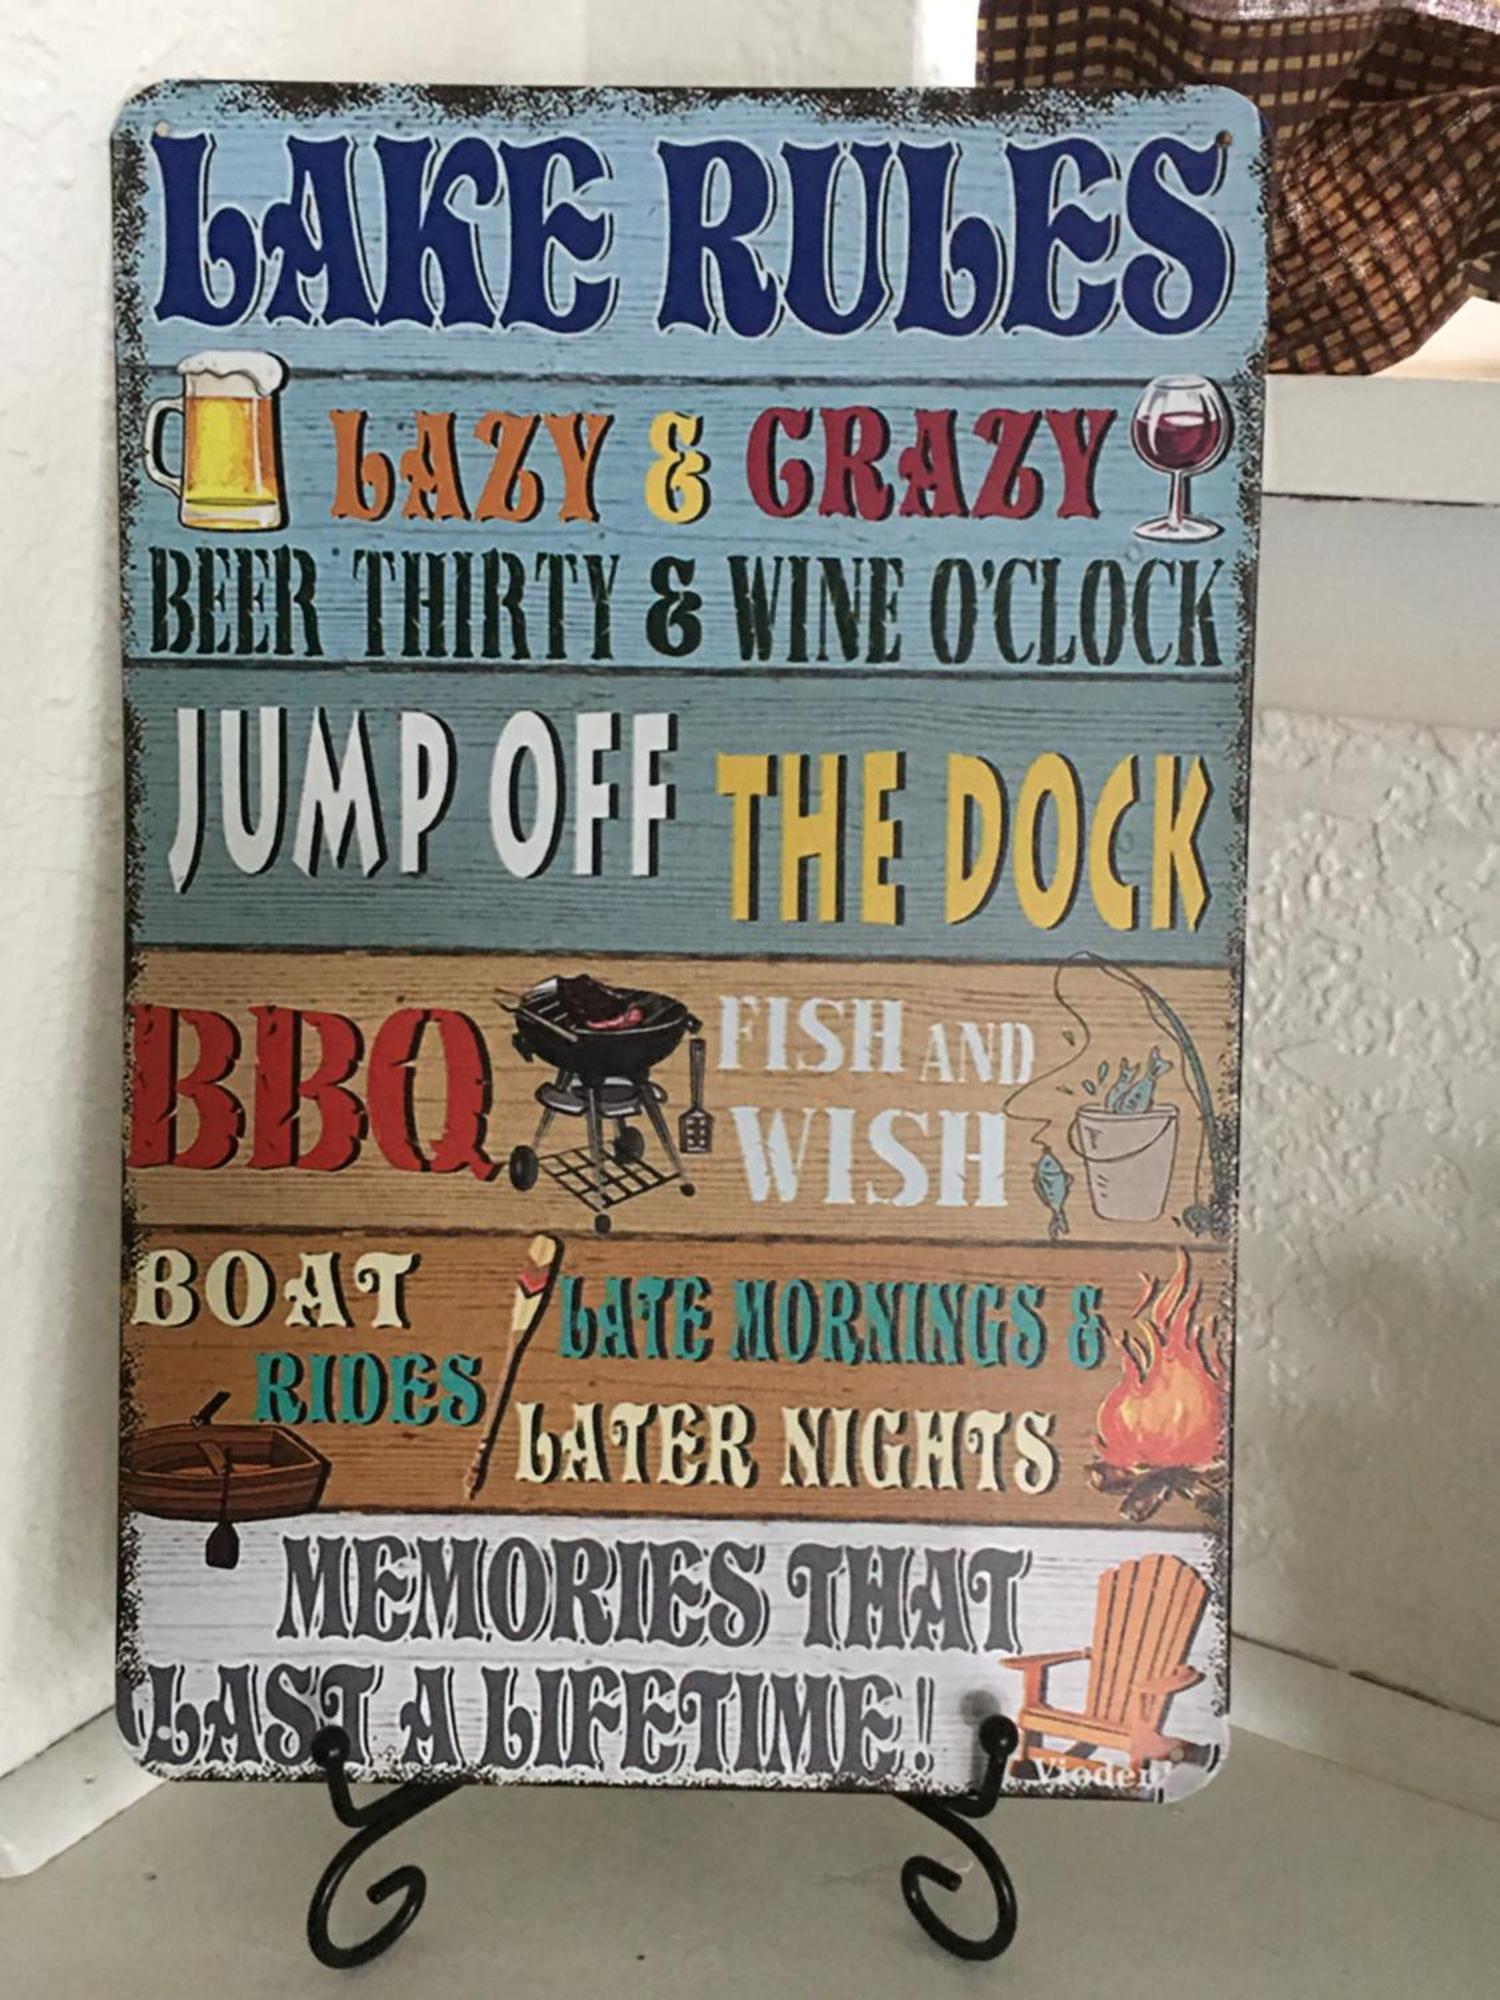 LAKE RULES
LAZY & CRAZY
BEER THIRTY & WINE O'CLOCK
JUMP OFF THE DOCK
BBQ
FISH AND
WISH
BOAT
RIDES
LATE MORNINGS &
LATER NIGHTS
MEMORIES THAT
LAST A LIFETIME!
Vioden